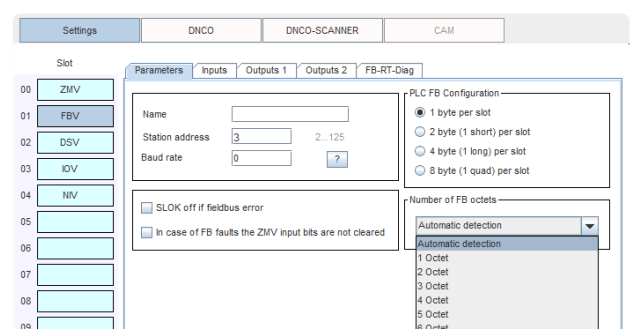 Settings DNCO DNCO-SCANNER CAM
Slot
Parameters Inputs Outputs 1 Outputs 2 FB-RT-Diag
00 ZMV
01 FBV
02 DSV
03 IOV
04 NIV
05
06
07
08
09
Name
Station address 3 2...125
Baud rate 0 ?
SLOK off if fieldbus error
In case of FB faults the ZMV input bits are not cleared
PLC FB Configuration
1 byte per slot
2 byte (1 short) per slot
4 byte (1 long) per slot
8 byte (1 quad) per slot
Number of FB octets
Automatic detection
Automatic detection
1 Octet
2 Octet
3 Octet
4 Octet
5 Octet
6 Octet